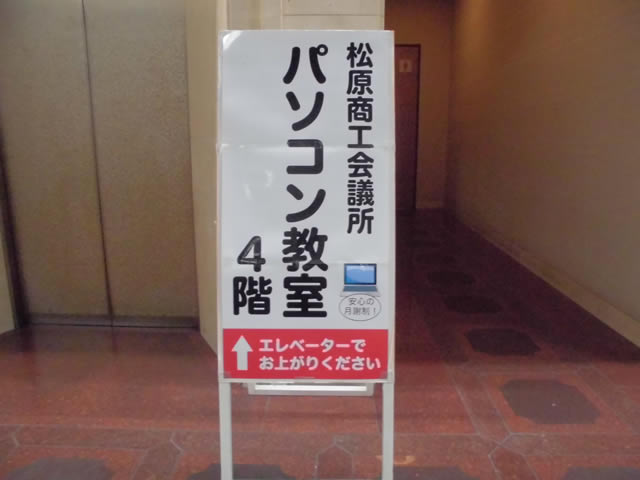 松原商工会議所
パソコン教室
4階
安心の
月謝制！
エレベーターで
お上がりください